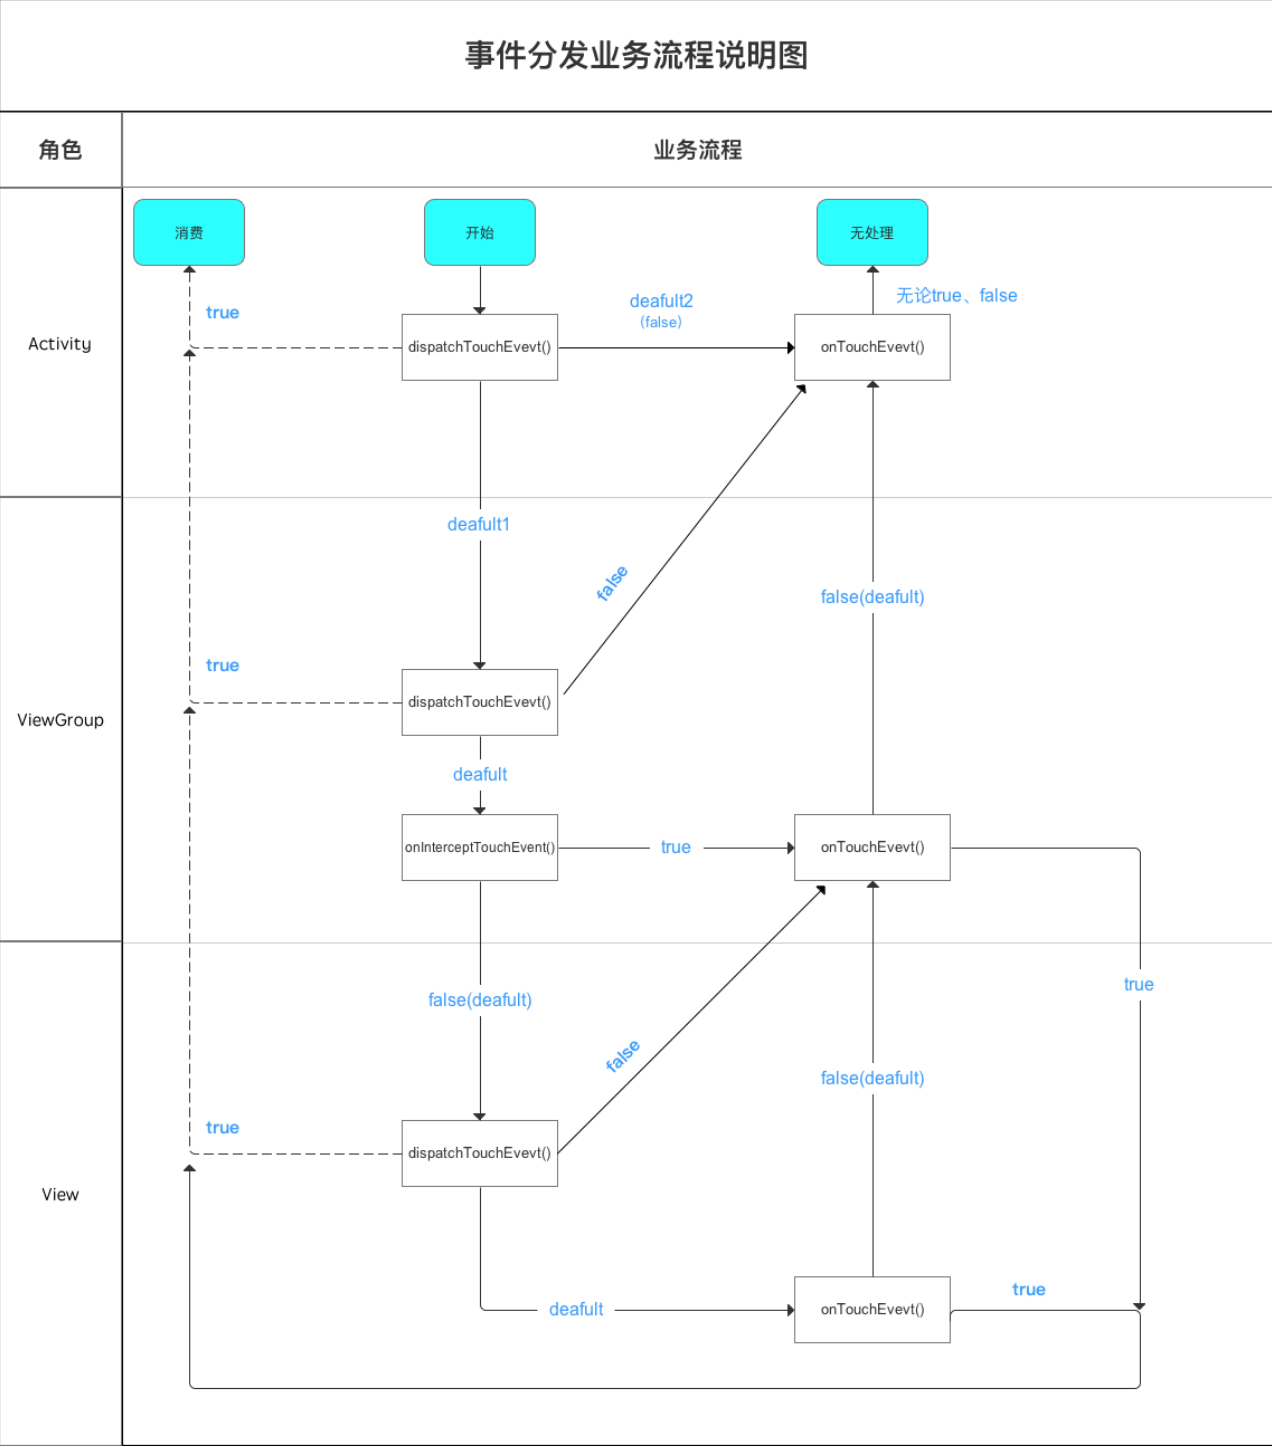 事件分发业务流程说明图
角色
业务流程
Activity
消费
开始
无处理
true
deafult2
(false)
无论true、false
dispatchTouchEvevt()
onTouchEvevt()
ViewGroup
deafult1
false
false(deafult)
true
dispatchTouchEvevt()
deafult
onInterceptTouchEvent()
true
onTouchEvevt()
View
true
false(deafult)
false
false(deafult)
true
dispatchTouchEvevt()
deafult
onTouchEvevt()
true